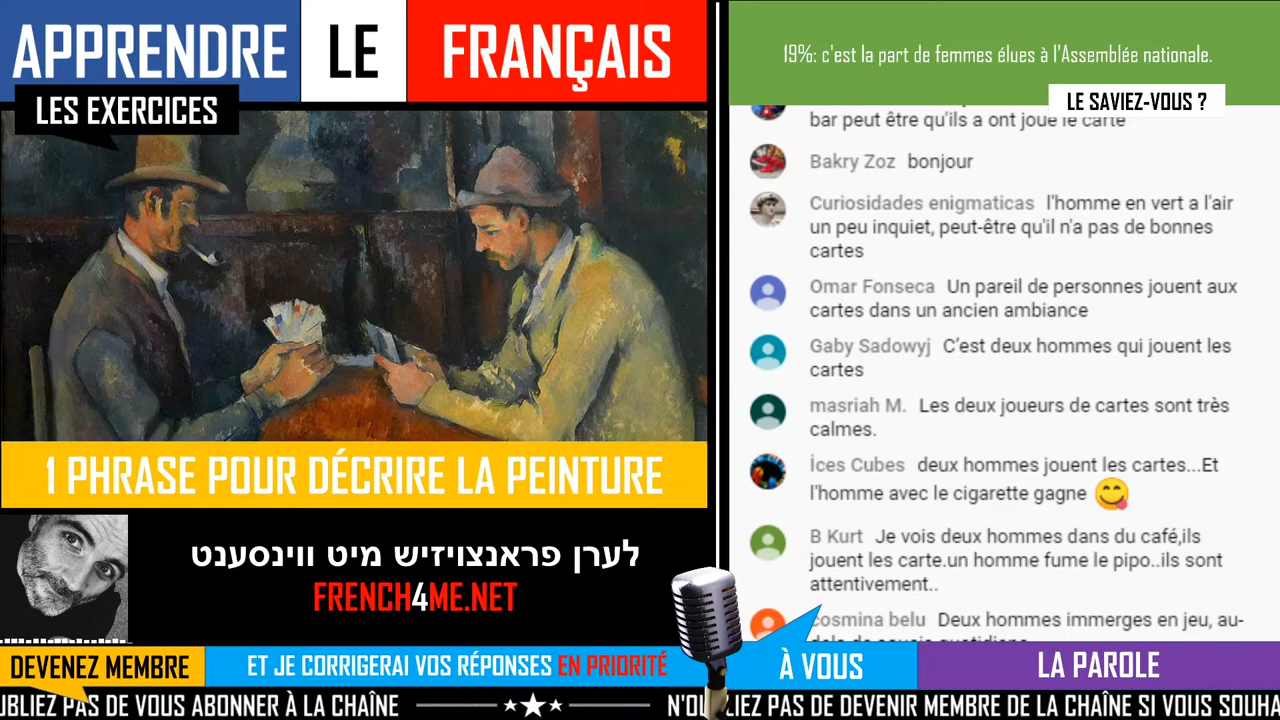 APPRENDRE LE FRANÇAIS
LES EXERCICES
1 PHRASE POUR DÉCRIRE LA PEINTURE
לערן פראנצויזיש מיט ווינסענט
FRENCH4ME.NET
DEVENEZ MEMBRE
ET JE CORRIGERAI VOS RÉPONSES EN PRIORITÉ
19%: c'est la part de femmes élues à l'Assemblée nationale.
LE SAVIEZ-VOUS ?
bar peut être qu'ils a ont joue le carte
Bakry Zoz bonjour
Curiosidades enigmaticas l'homme en vert a l'air
un peu inquiet, peut-être qu'il n'a pas de bonnes
cartes
Omar Fonseca Un pareil de personnes jouent aux
cartes dans un ancien ambiance
Gaby Sadowyj C'est deux hommes qui jouent les
cartes
masriah M. Les deux joueurs de cartes sont très
calmes.
İces Cubes deux hommes jouent les cartes...Et
l'homme avec le cigarette gagne 😋
B Kurt Je vois deux hommes dans du café,ils
jouent les carte.un homme fume le pipo..ils sont
attentivement..
cosmina belu Deux hommes immerges en jeu, au-
À VOUS
LA PAROLE
UBLIEZ PAS DE VOUS ABONNER À LA CHAÎNE
PAS DE DEVENIR MEMBRE DE LA CHAÎNE SI VOUS